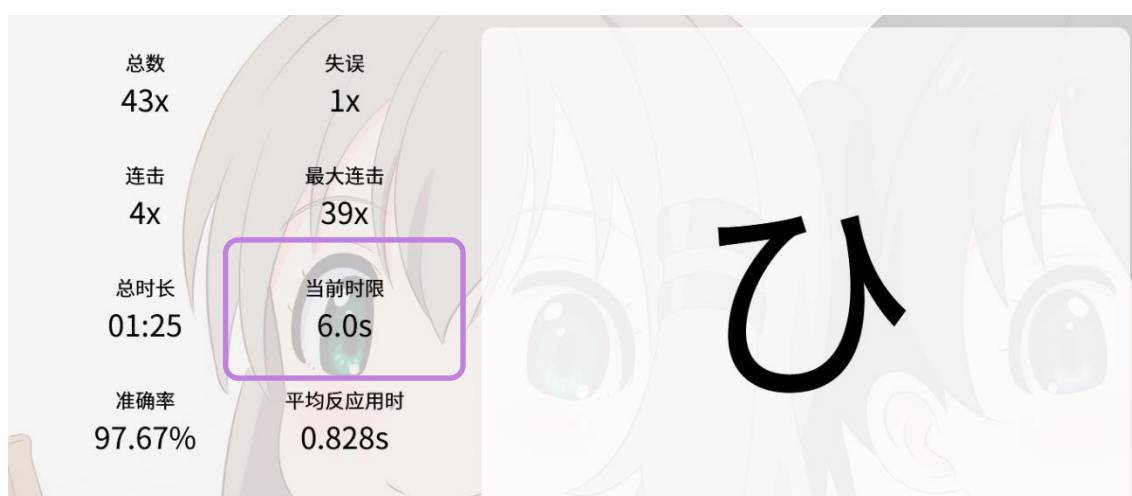 总数 失误
43x 1x
连击 最大连击
4x 39x
总时长 当前时限
01:25 6.0s
准确率 平均反应用时
97.67% 0.828s
ひ